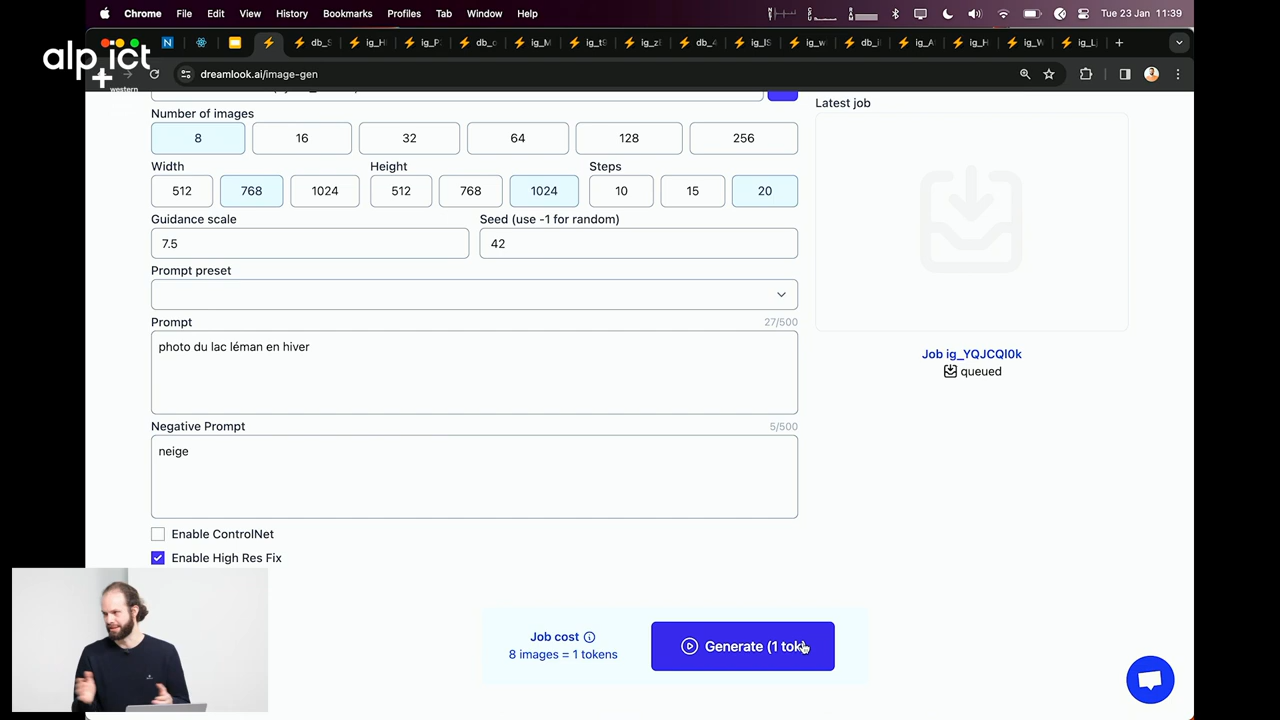 Chrome File Edit View History Bookmarks Profiles Tab Window Help Tue 23 Jan 11:39
alp ict
western
dreamlook.ai/image-gen
Number of images
8 16 32 64 128 256
Width Height Steps
512 768 1024 512 768 1024 10 15 20
Guidance scale Seed (use -1 for random)
7.5 42
Prompt preset
Prompt 27/500
photo du lac léman en hiver
Negative Prompt 5/500
neige
Enable ControlNet
Enable High Res Fix
Job cost
8 images = 1 tokens
Generate (1 tok
Latest job
Job ig_YQJCQl0k
queued